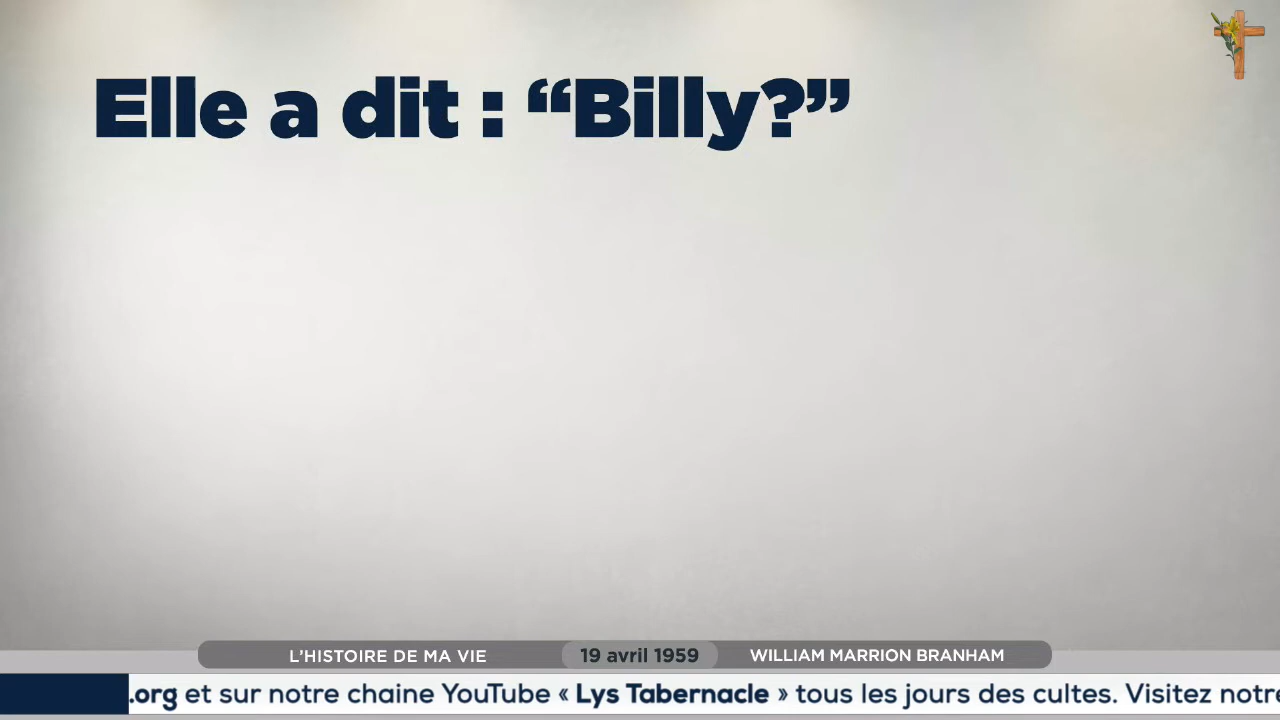 Elle a dit : “Billy?”
L’HISTOIRE DE MA VIE 19 avril 1959 WILLIAM MARRION BRANHAM
.org et sur notre chaine YouTube « Lys Tabernacle » tous les jours des cultes. Visitez notre